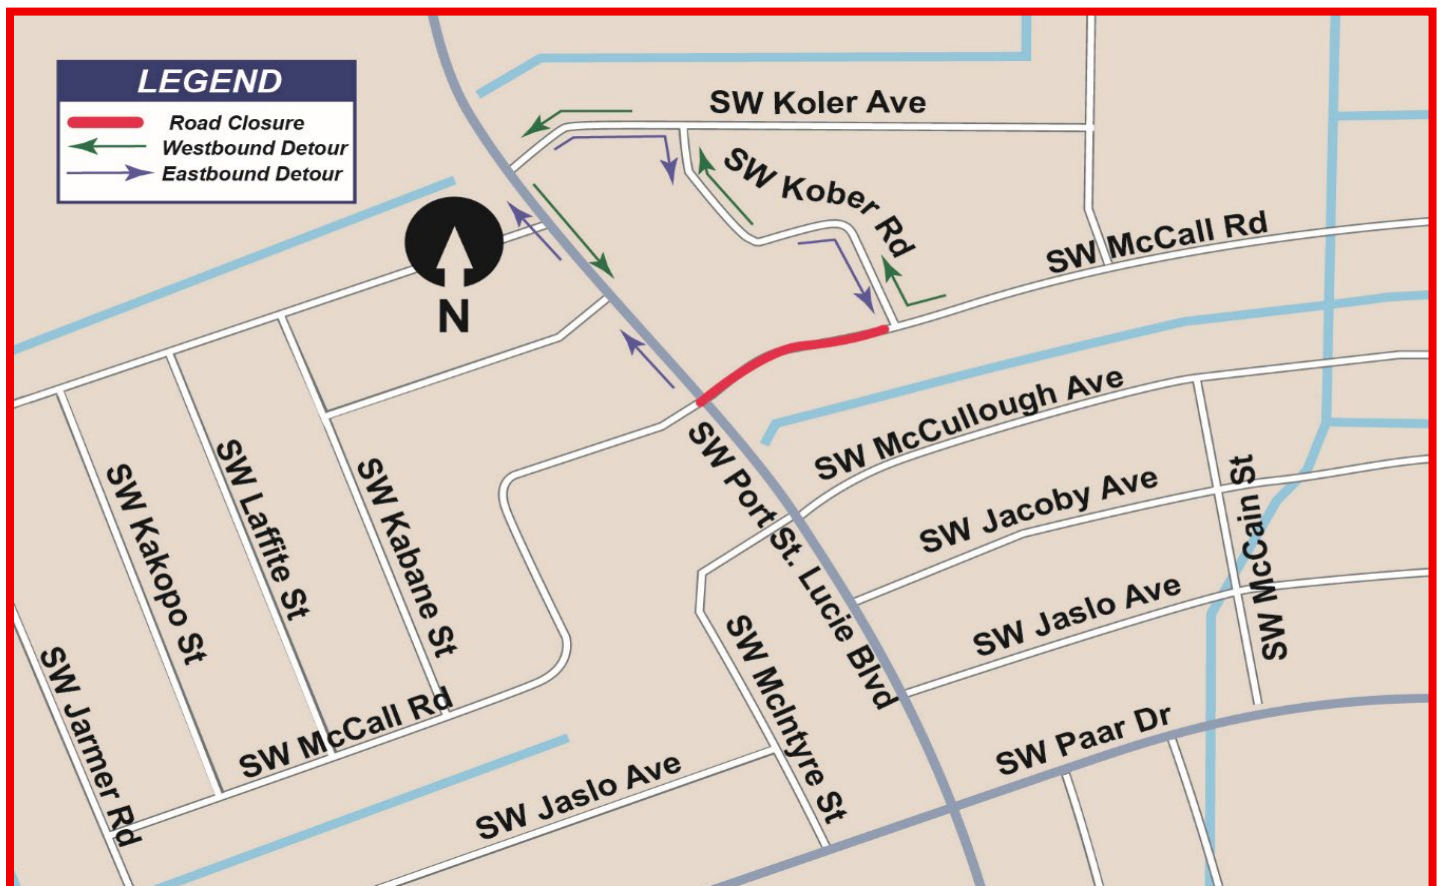 LEGEND
Road Closure
Westbound Detour
Eastbound Detour
N
SW Koler Ave
SW Kober Rd
SW McCall Rd
SW McCullough Ave
SW Port St. Lucie Blvd
SW Jacoby Ave
SW McCain St
SW Jaslo Ave
SW Kakopo St
SW Laffite St
SW Kabane St
SW Jarmer Rd
SW McCall Rd
SW McIntyre St
SW Paar Dr
SW Jaslo Ave